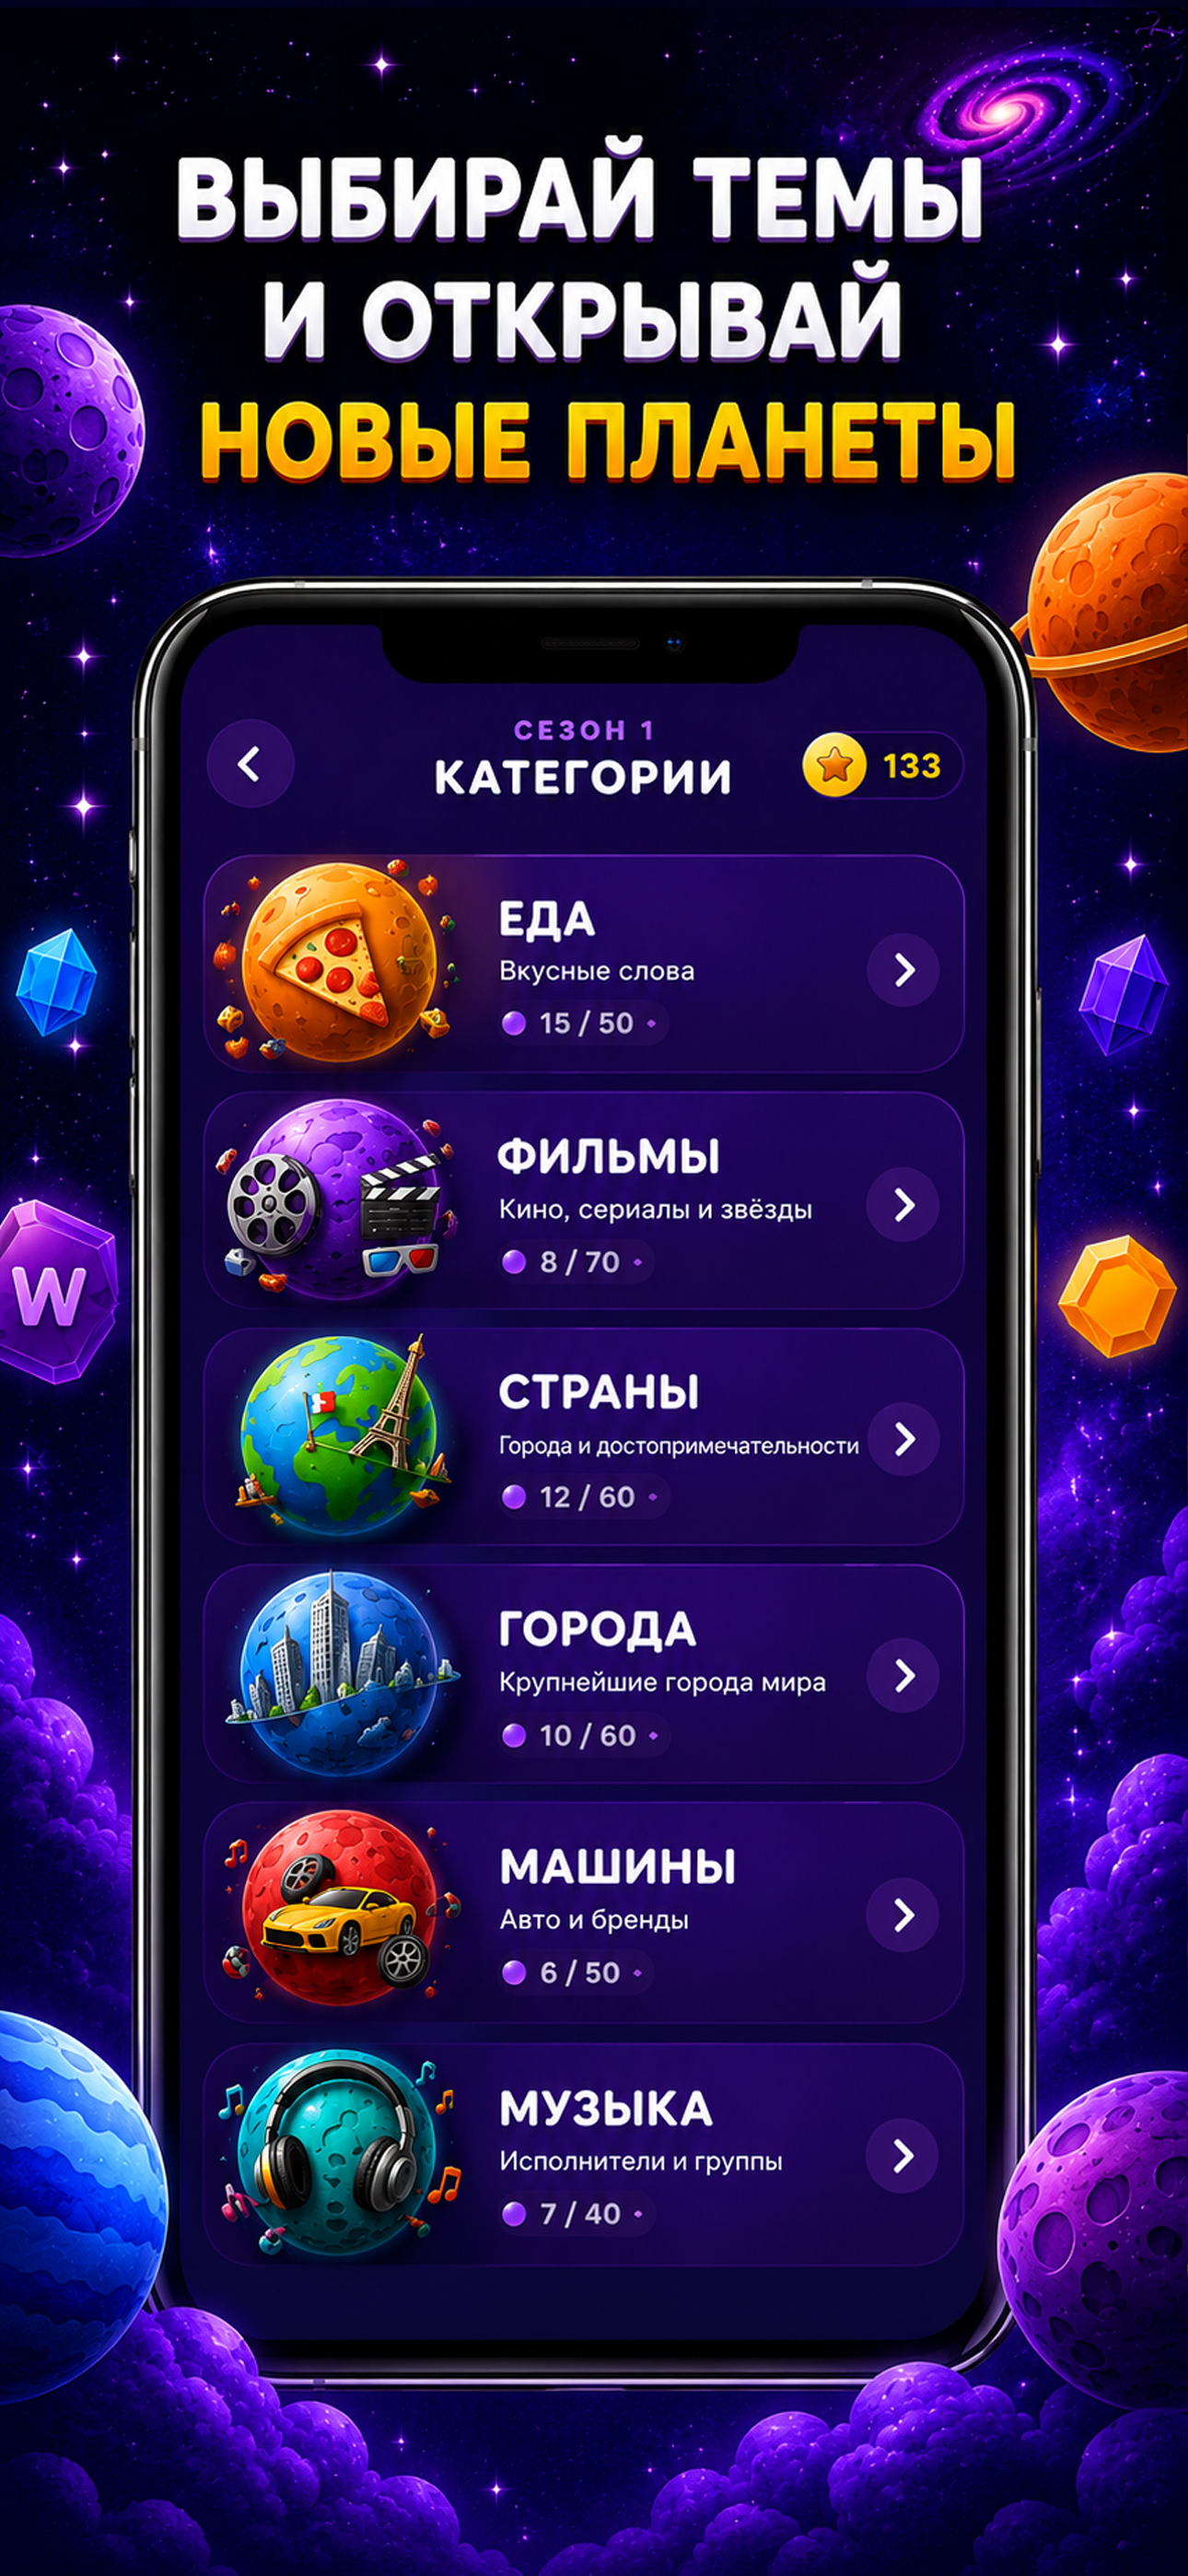 ВЫБИРАЙ ТЕМЫ
И ОТКРЫВАЙ
НОВЫЕ ПЛАНЕТЫ
СЕЗОН 1
КАТЕГОРИИ
133
ЕДА
Вкусные слова
15 / 50
ФИЛЬМЫ
Кино, сериалы и звёзды
8 / 70
W
СТРАНЫ
Города и достопримечательности
12 / 60
ГОРОДА
Крупнейшие города мира
10 / 60
МАШИНЫ
Авто и бренды
6 / 50
МУЗЫКА
Исполнители и группы
7 / 40